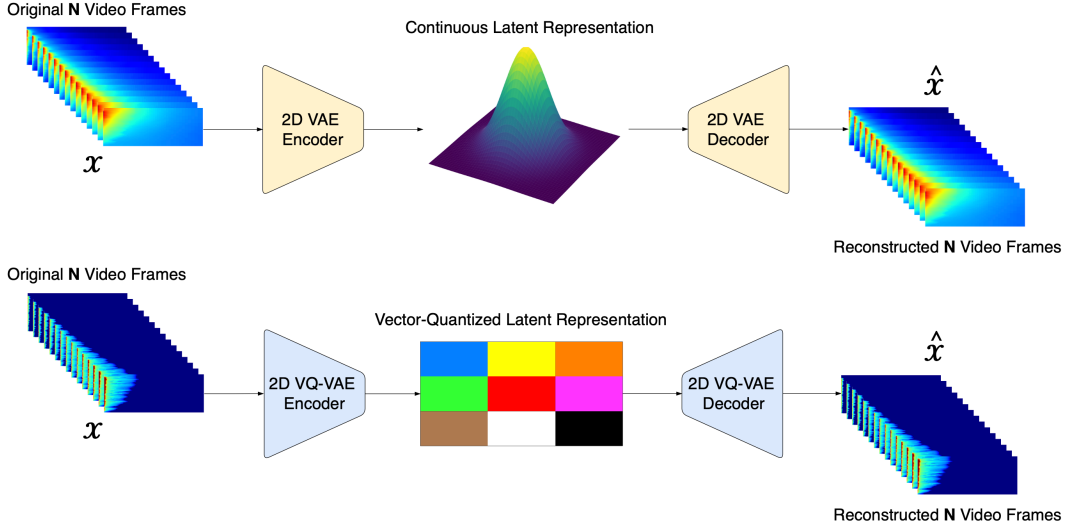 Original N Video Frames
Continuous Latent Representation
2D VAE
Encoder
2D VAE
Decoder
x
x̂
Reconstructed N Video Frames
Original N Video Frames
Vector-Quantized Latent Representation
2D VQ-VAE
Encoder
2D VQ-VAE
Decoder
x
x̂
Reconstructed N Video Frames